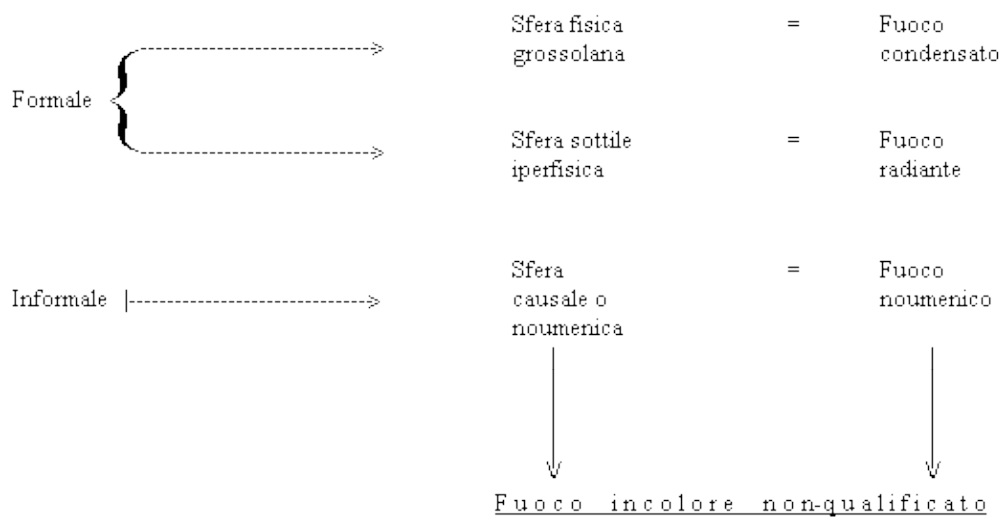 Sfera fisica = Fuoco
grossolana condensato
Formale
Sfera sottile = Fuoco
iperfisica radiante
Sfera = Fuoco
Informale causale o noumenico
noumenica
Fuoco incolore non-qualificato